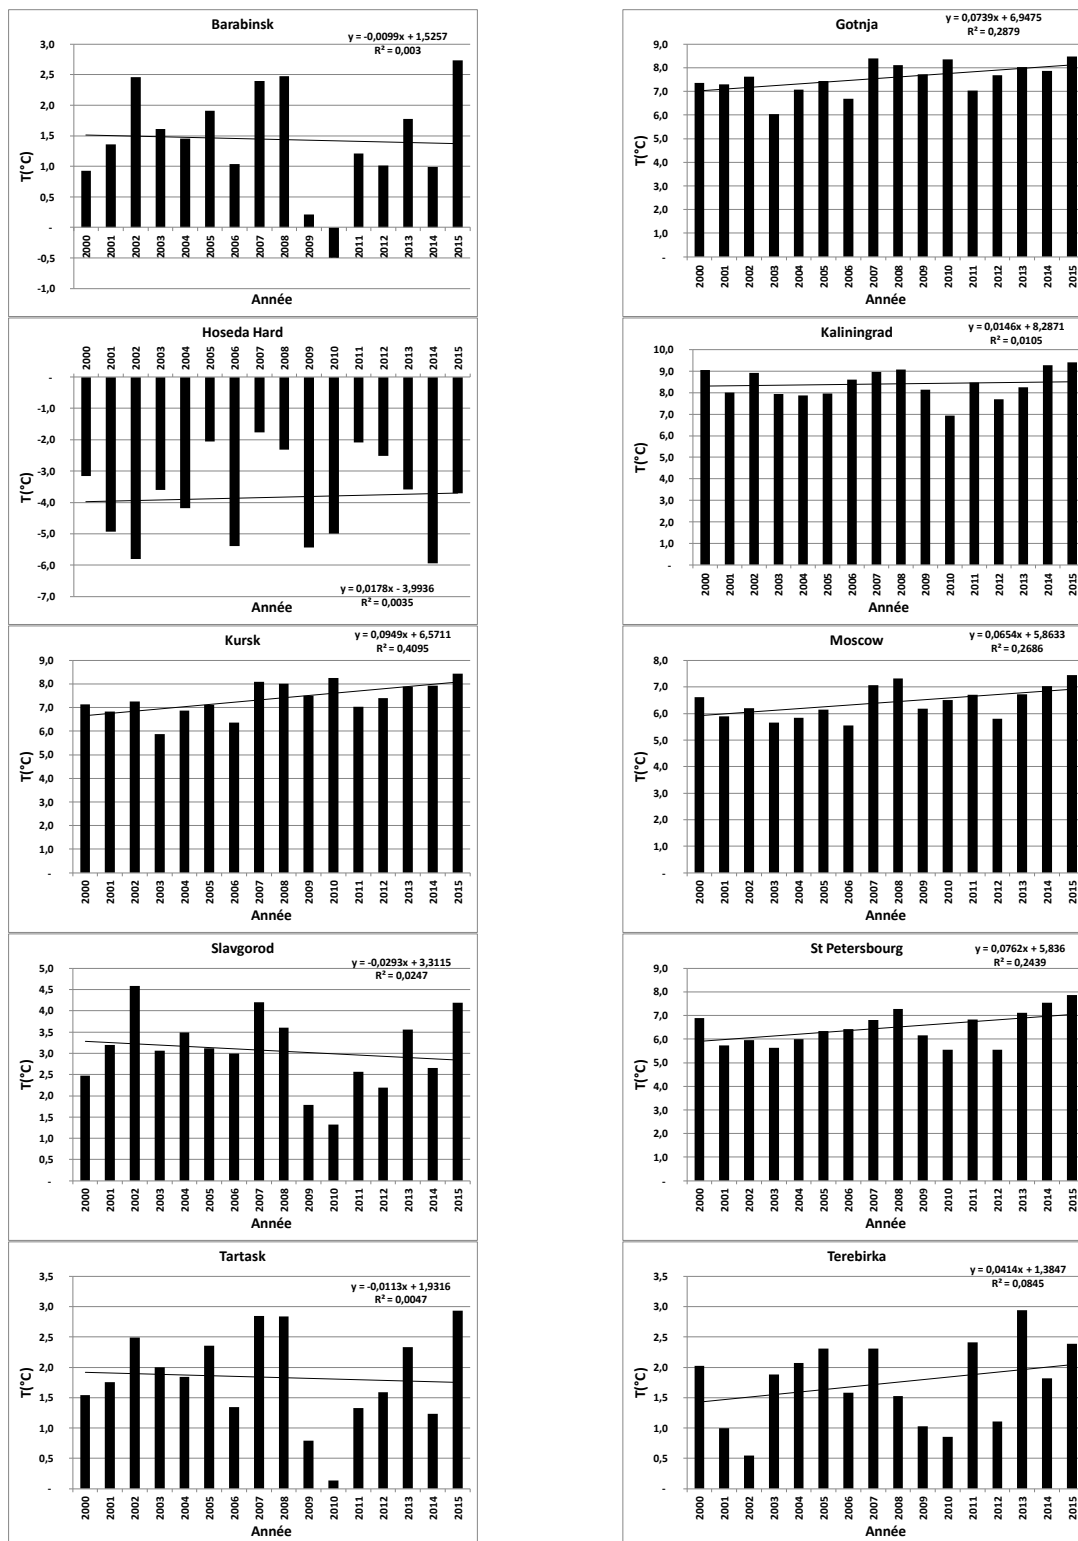 Barabinsk
y = -0,0099x + 1,5257
R² = 0,003
3,0
2,5
2,0
1,5
1,0
0,5
-
-0,5
-1,0
T(°C)
2000 2001 2002 2003 2004 2005 2006 2007 2008 2009 2010 2011 2012 2013 2014 2015
Année
Gotnja
y = 0,0739x + 6,9475
R² = 0,2879
9,0
8,0
7,0
6,0
5,0
4,0
3,0
2,0
1,0
-
T(°C)
2000 2001 2002 2003 2004 2005 2006 2007 2008 2009 2010 2011 2012 2013 2014 2015
Année
Hoseda Hard
2000 2001 2002 2003 2004 2005 2006 2007 2008 2009 2010 2011 2012 2013 2014 2015
-
-1,0
-2,0
-3,0
-4,0
-5,0
-6,0
-7,0
T(°C)
y = 0,0178x - 3,9936
R² = 0,0035
Année
Kaliningrad
y = 0,0146x + 8,2871
R² = 0,0105
10,0
9,0
8,0
7,0
6,0
5,0
4,0
3,0
2,0
1,0
-
T(°C)
2000 2001 2002 2003 2004 2005 2006 2007 2008 2009 2010 2011 2012 2013 2014 2015
Année
Kursk
y = 0,0949x + 6,5711
R² = 0,4095
9,0
8,0
7,0
6,0
5,0
4,0
3,0
2,0
1,0
-
T(°C)
2000 2001 2002 2003 2004 2005 2006 2007 2008 2009 2010 2011 2012 2013 2014 2015
Année
Moscow
y = 0,0654x + 5,8633
R² = 0,2686
8,0
7,0
6,0
5,0
4,0
3,0
2,0
1,0
-
T(°C)
2000 2001 2002 2003 2004 2005 2006 2007 2008 2009 2010 2011 2012 2013 2014 2015
Année
Slavgorod
y = -0,0293x + 3,3115
R² = 0,0247
5,0
4,5
4,0
3,5
3,0
2,5
2,0
1,5
1,0
0,5
-
T(°C)
2000 2001 2002 2003 2004 2005 2006 2007 2008 2009 2010 2011 2012 2013 2014 2015
Année
St Petersbourg
y = 0,0762x + 5,836
R² = 0,2439
9,0
8,0
7,0
6,0
5,0
4,0
3,0
2,0
1,0
-
T(°C)
2000 2001 2002 2003 2004 2005 2006 2007 2008 2009 2010 2011 2012 2013 2014 2015
Année
Tartask
y = -0,0113x + 1,9316
R² = 0,0047
3,5
3,0
2,5
2,0
1,5
1,0
0,5
-
T(°C)
2000 2001 2002 2003 2004 2005 2006 2007 2008 2009 2010 2011 2012 2013 2014 2015
Année
Terebirka
y = 0,0414x + 1,3847
R² = 0,0845
3,5
3,0
2,5
2,0
1,5
1,0
0,5
-
T(°C)
2000 2001 2002 2003 2004 2005 2006 2007 2008 2009 2010 2011 2012 2013 2014 2015
Année